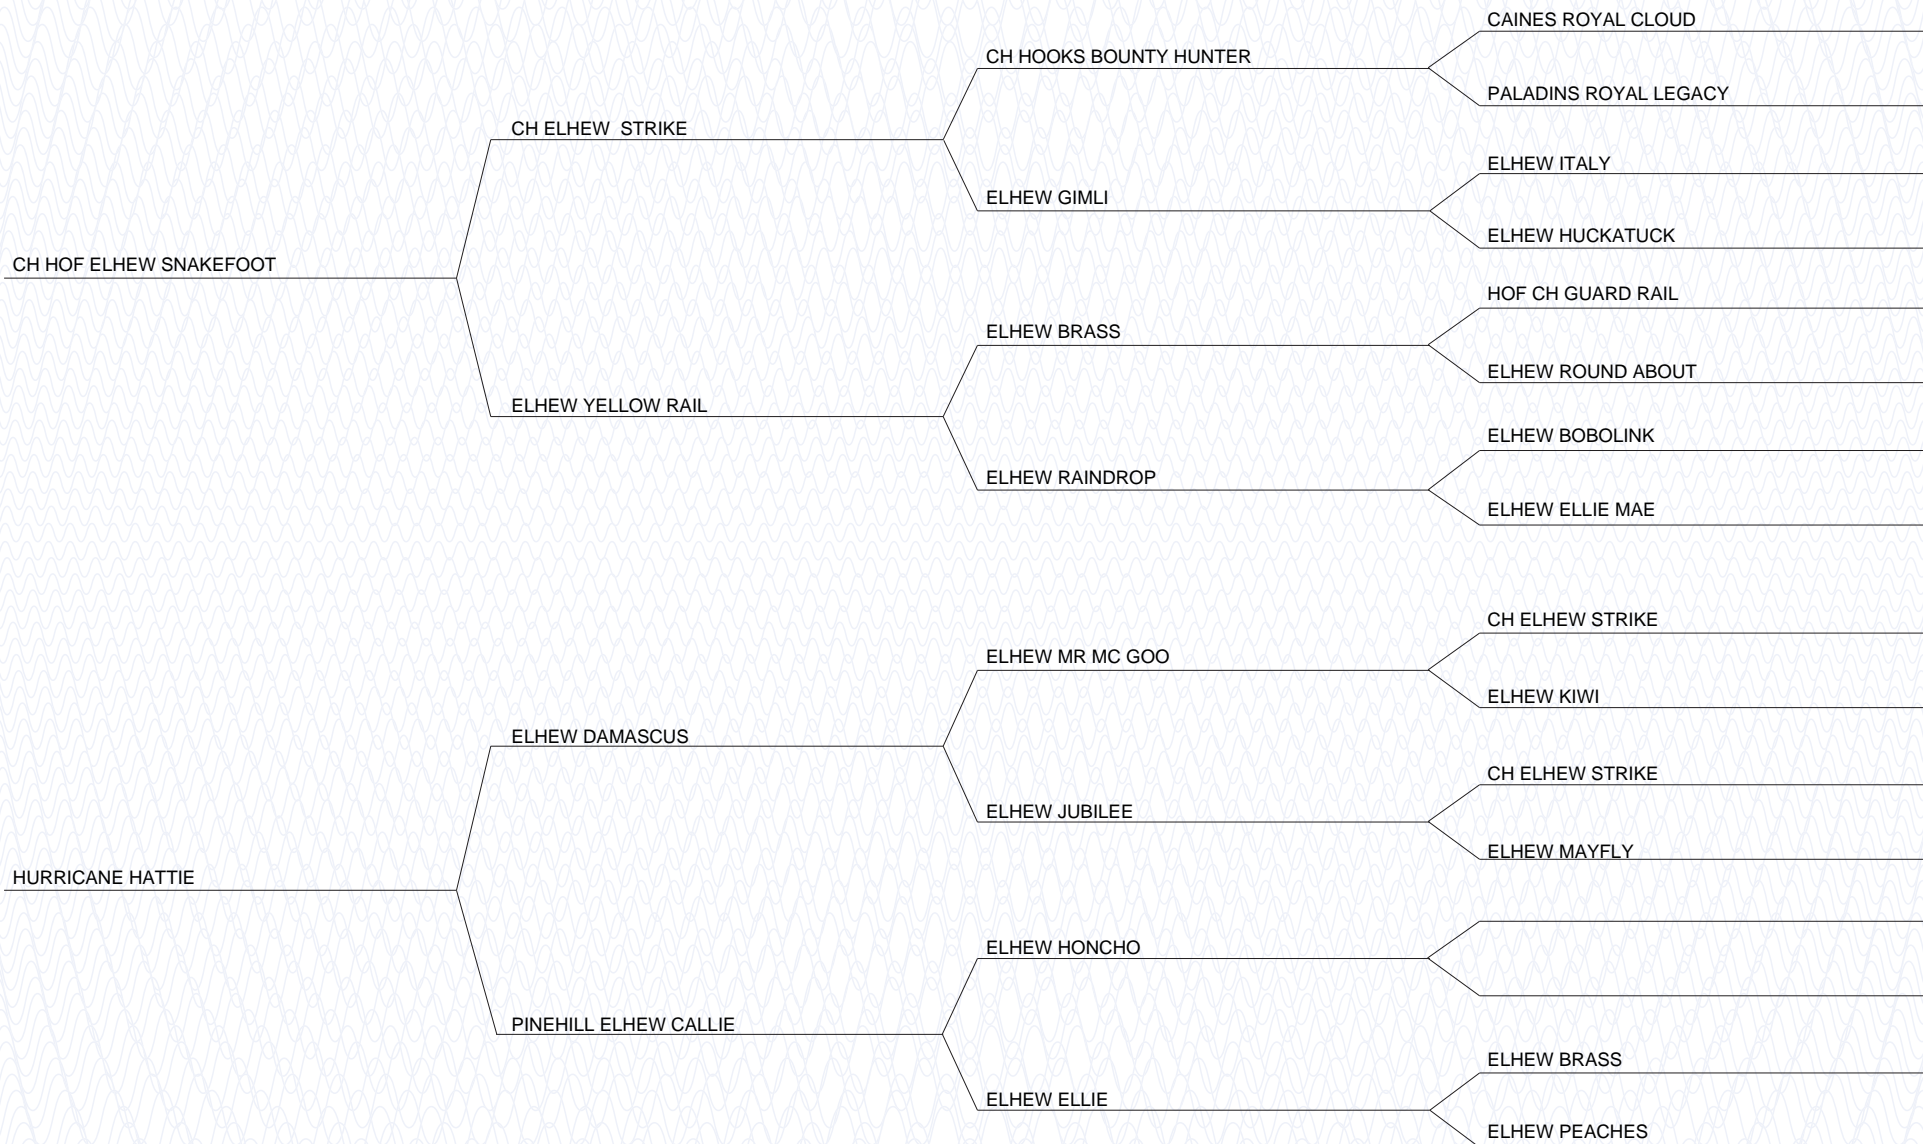 CAINES ROYAL CLOUD
CH HOOKS BOUNTY HUNTER
PALADINS ROYAL LEGACY
CH ELHEW  STRIKE
ELHEW ITALY
ELHEW GIMLI
ELHEW HUCKATUCK
CH HOF ELHEW SNAKEFOOT
HOF CH GUARD RAIL
ELHEW BRASS
ELHEW ROUND ABOUT
ELHEW YELLOW RAIL
ELHEW BOBOLINK
ELHEW RAINDROP
ELHEW ELLIE MAE
CH ELHEW STRIKE
ELHEW MR MC GOO
ELHEW KIWI
ELHEW DAMASCUS
CH ELHEW STRIKE
ELHEW JUBILEE
ELHEW MAYFLY
HURRICANE HATTIE
ELHEW HONCHO
PINEHILL ELHEW CALLIE
ELHEW BRASS
ELHEW ELLIE
ELHEW PEACHES